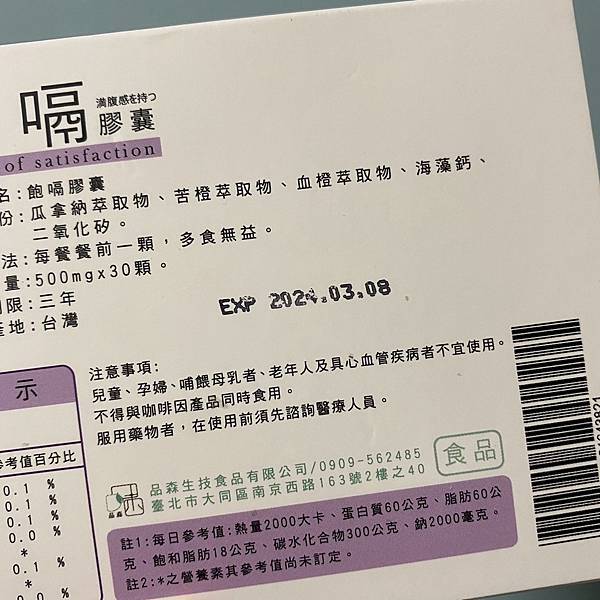 嗝
満腹感を持つ
膠囊
of satisfaction
名:飽嗝膠囊
份:瓜拿納萃取物、苦橙萃取物、血橙萃取物、海藻鈣、
二氧化矽。
法:每餐餐前一顆,多食無益。
量:500mgx30顆。
期限:三年
產地:台灣
EXP 2024.03.08
注意事項:
兒童、孕婦、哺餵母乳者、老年人及具心血管疾病者不宜使用。
不得與咖啡因產品同時食用。
服用藥物者,在使用前須先諮詢醫療人員。
示
參考值百分比
0.1 %
0.1 %
0.1 %
0.0 %
*
0.1 %
*
0.0 %
品森生技食品有限公司/0909-562485
臺北市大同區南京西路163號2樓之40
食品
註1:每日參考值:熱量2000大卡、蛋白質60公克、脂肪60公
克、飽和脂肪18公克、碳水化合物300公克、鈉2000毫克。
註2:*之營養素其參考值尚未訂定。